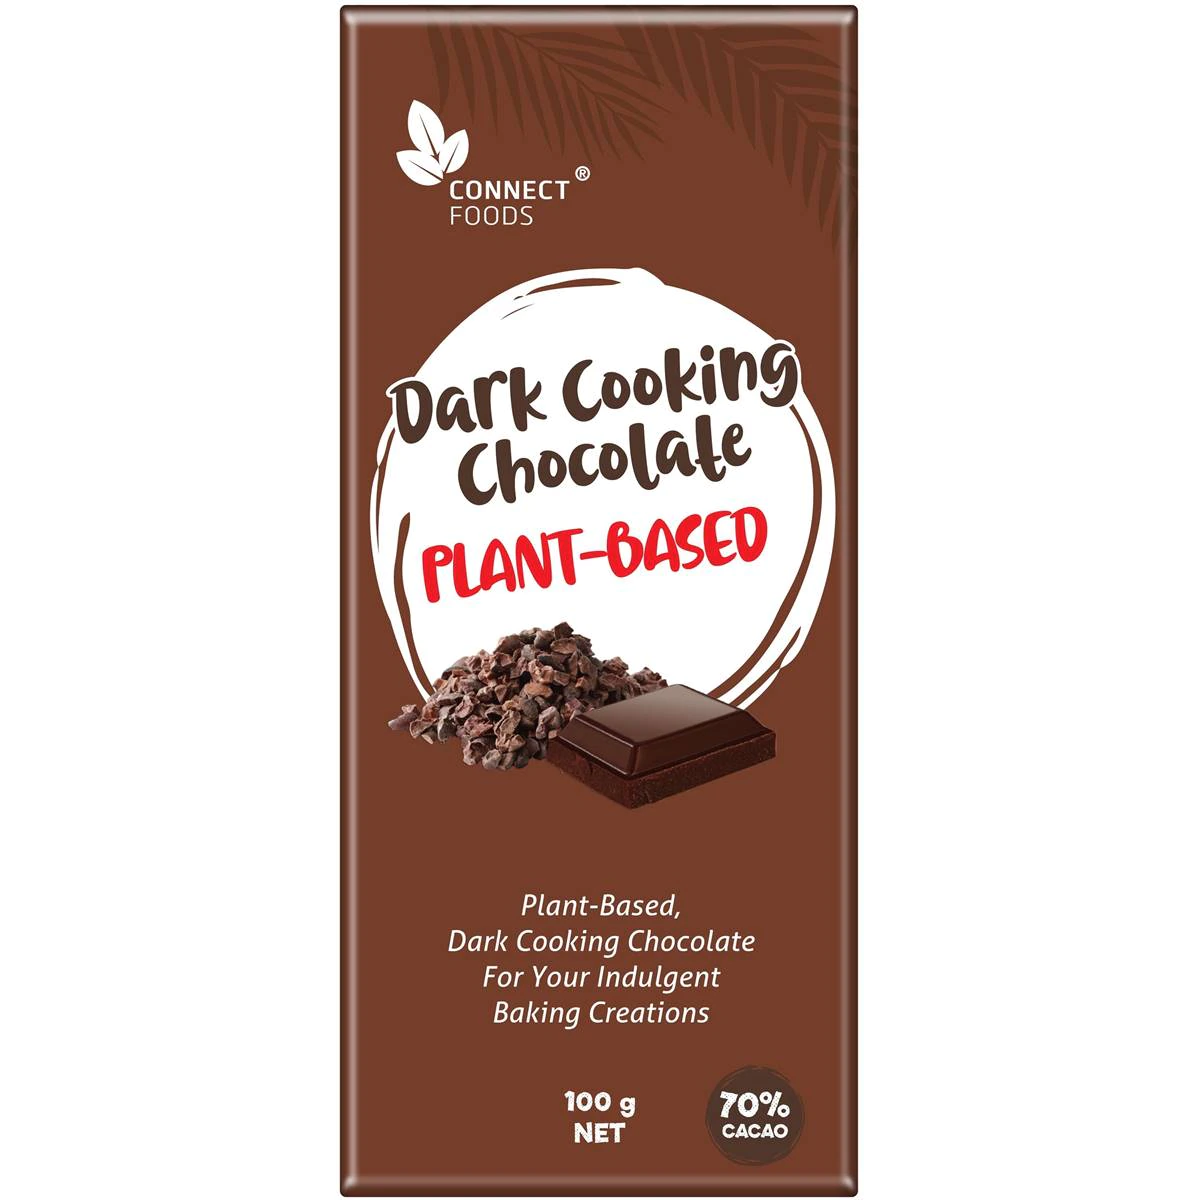 CONNECT ®
FOODS
Dark Cooking
Chocolate
PLANT-BASED
Plant-Based,
Dark Cooking Chocolate
For Your Indulgent
Baking Creations
100 g
NET
70%
CACAO